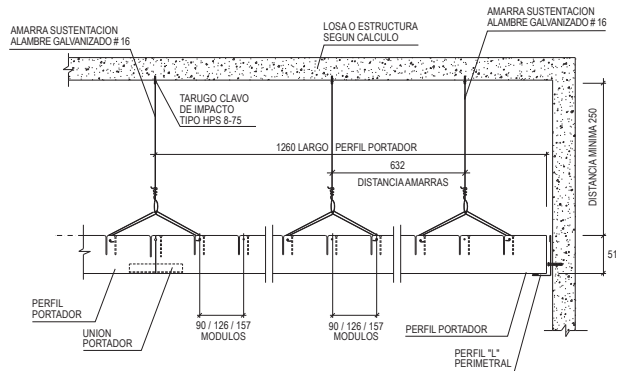 AMARRA SUSTENTACION
ALAMBRE GALVANIZADO # 16
LOSA O ESTRUCTURA
SEGUN CALCULO
AMARRA SUSTENTACION
ALAMBRE GALVANIZADO # 16
TARUGO CLAVO
DE IMPACTO
TIPO HPS 8-75
1260 LARGO PERFIL PORTADOR
632
DISTANCIA AMARRAS
DISTANCIA MINIMA 250
51
PERFIL
PORTADOR
UNION
PORTADOR
90 / 126 / 157
MODULOS
90 / 126 / 157
MODULOS
PERFIL PORTADOR
PERFIL "L"
PERIMETRAL